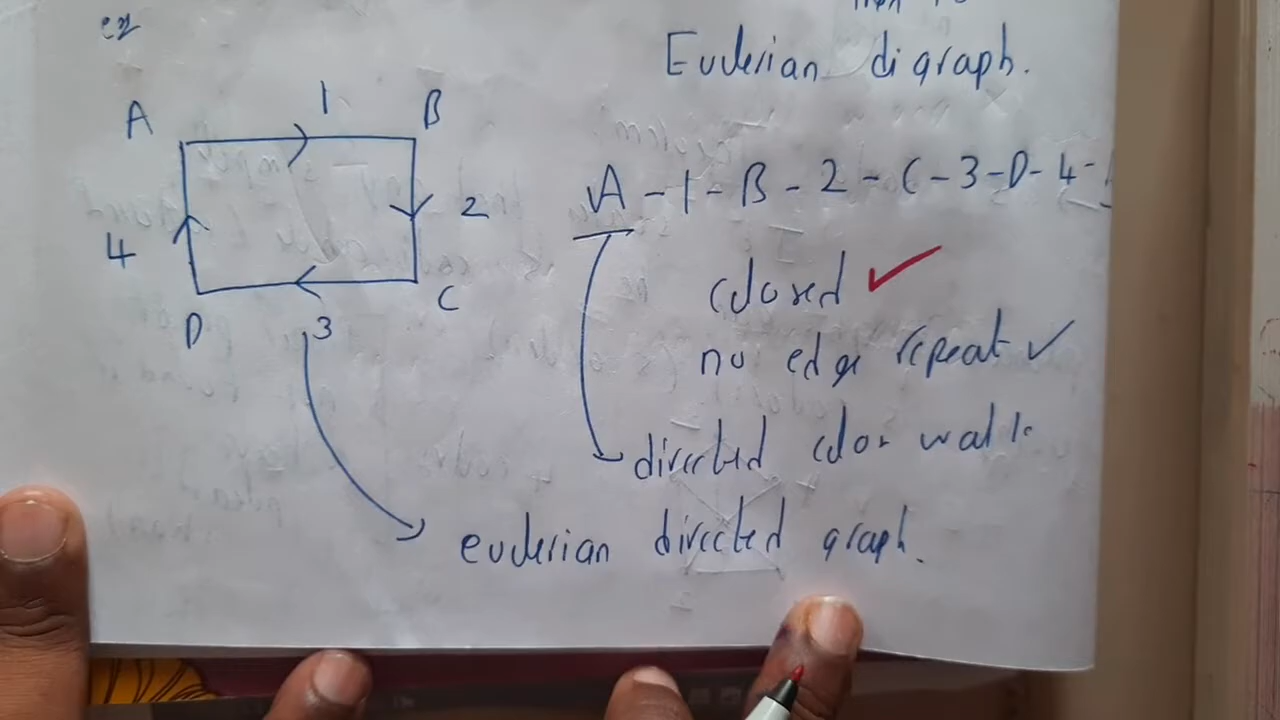 ex
Eulerian digraph.
A 1 B
4 2
D 3 C
A - 1 - B - 2 - C - 3 - D - 4 -
closed ✓
no edge repeat ✓
directed walk
eulerian directed graph.